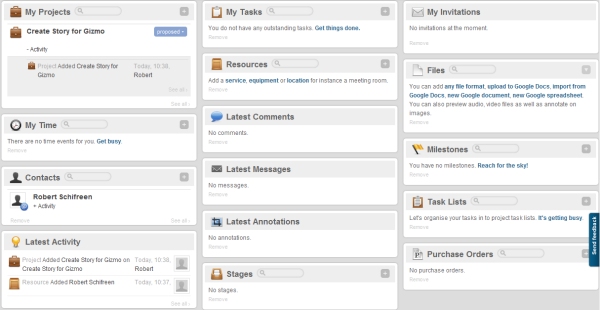 My Projects
Create Story for Gizmo
proposed
- Activity
Project Added Create Story for
Gizmo
Today, 10:38,
Robert
See all ›
See all ›
My Time
There are no time events for you. Get busy.
Remove
Contacts
Robert Schifreen
+ Activity
Remove
See all ›
Latest Activity
Project Added Create Story for Gizmo on
Create Story for Gizmo
Today, 10:38,
Robert
Resource Added Robert Schifreen
Today, 10:37,
See all ›
My Tasks
You do not have any outstanding tasks. Get things done.
Remove
Resources
Add a service, equipment or location for instance a meeting room.
Remove
Latest Comments
No comments.
Remove
Latest Messages
No messages.
Remove
Latest Annotations
No annotations.
Remove
Stages
No stages.
Remove
My Invitations
No invitations at the moment.
Remove
Files
You can add any file format, upload to Google Docs, import from
Google Docs, new Google document, new Google spreadsheet.
You can also preview audio, video files as well as annotate on
images.
Remove
Milestones
You have no milestones. Reach for the sky!
Remove
Task Lists
Let's organise your tasks in to project task lists. It's getting busy.
Remove
Purchase Orders
No purchase orders.
Remove
Send feedback